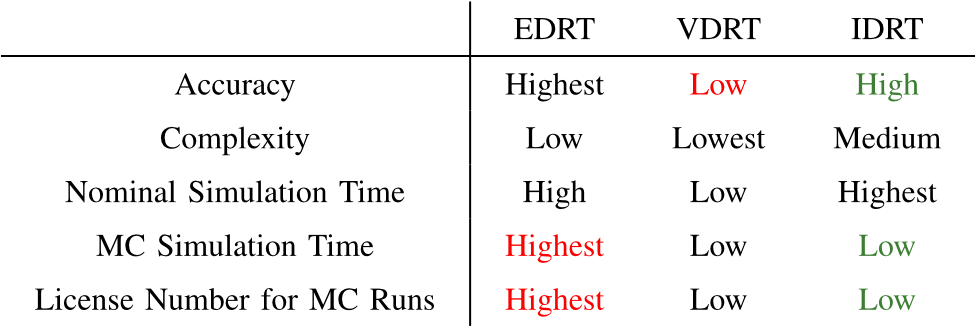 EDRT VDRT IDRT
Accuracy Highest Low High
Complexity Low Lowest Medium
Nominal Simulation Time High Low Highest
MC Simulation Time Highest Low Low
License Number for MC Runs Highest Low Low